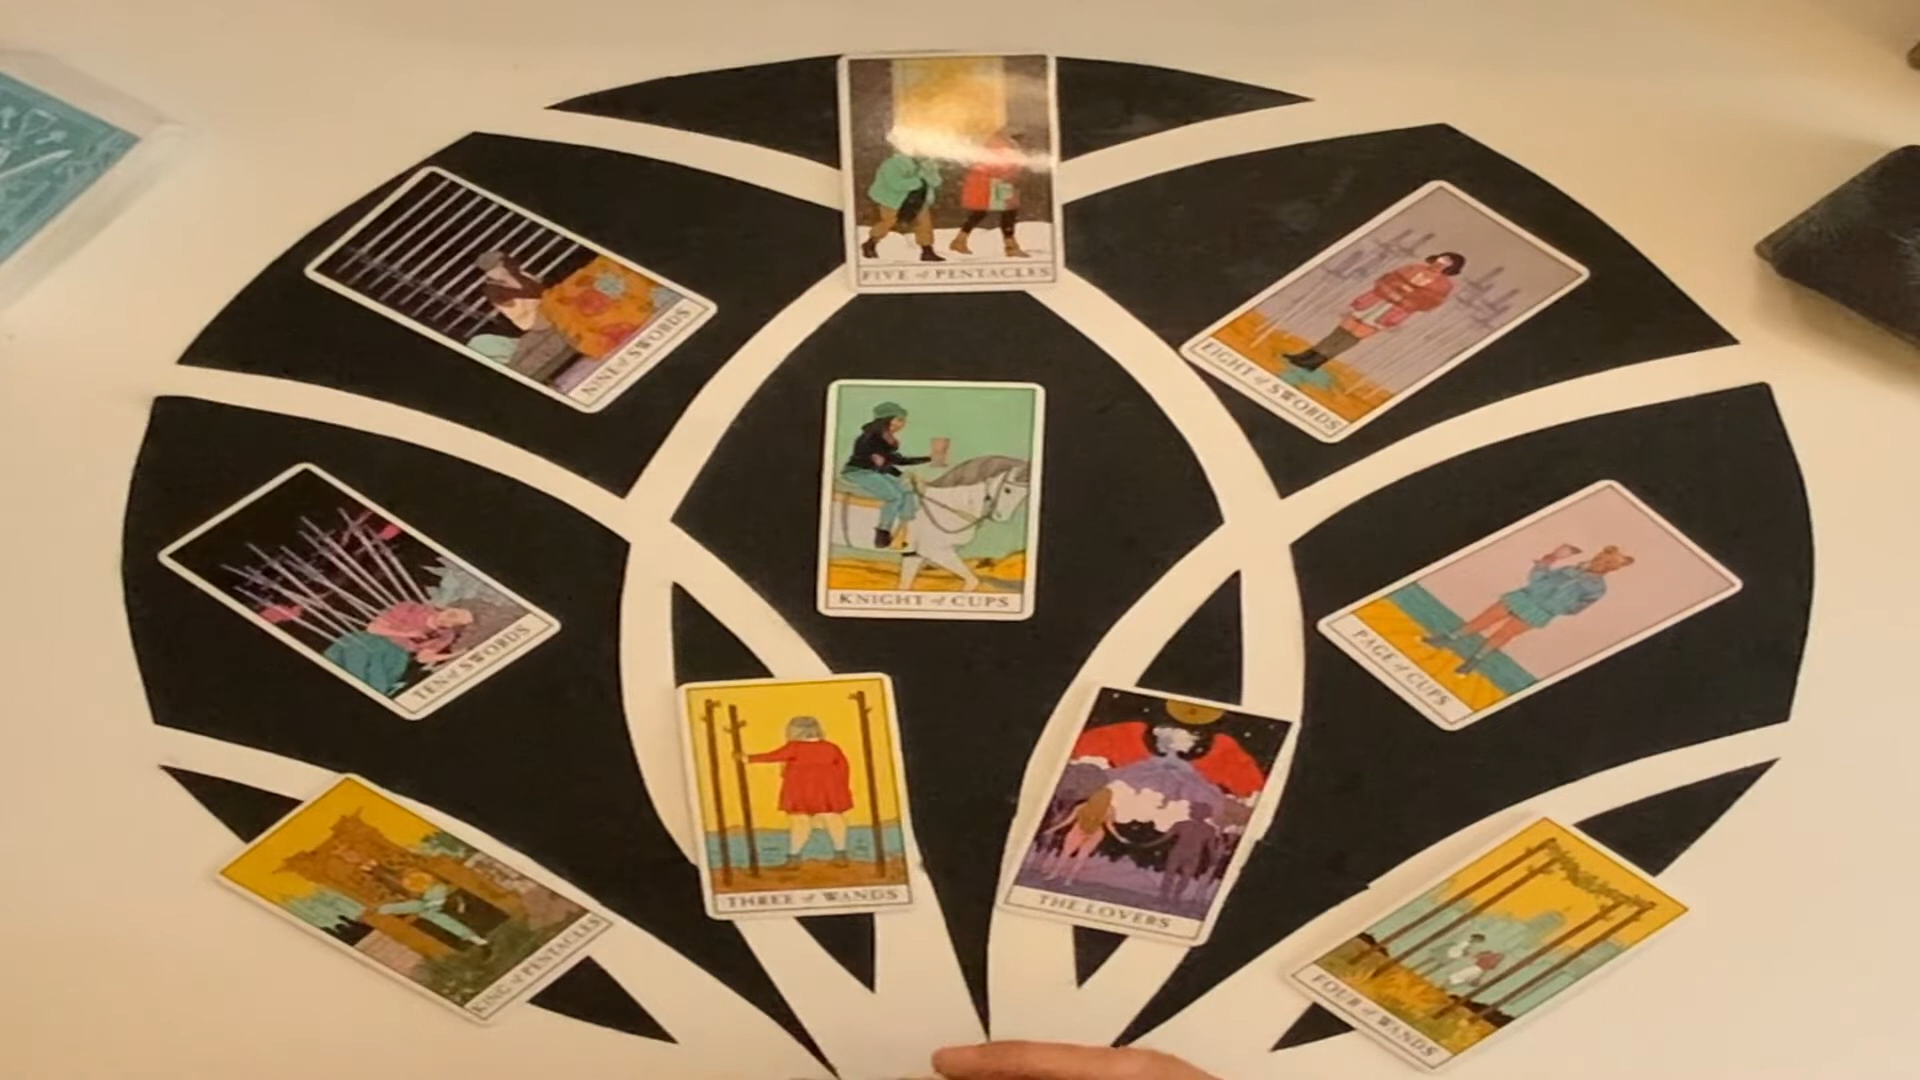 FIVE of PENTACLES
NINE of SWORDS
EIGHT of SWORDS
KNIGHT of CUPS
TEN of SWORDS
PAGE of CUPS
THREE of WANDS
THE LOVERS
KING of PENTACLES
FOUR of WANDS